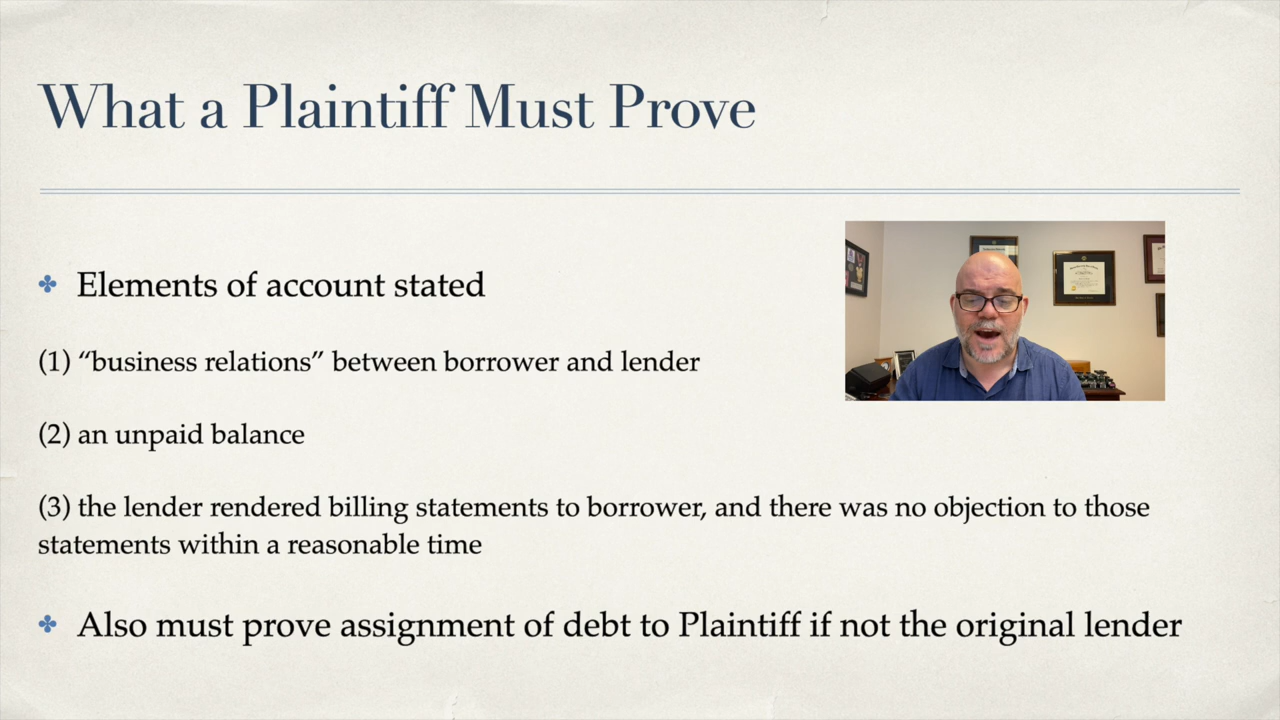 What a Plaintiff Must Prove
Elements of account stated
(1) “business relations” between borrower and lender
(2) an unpaid balance
(3) the lender rendered billing statements to borrower, and there was no objection to those
statements within a reasonable time
Also must prove assignment of debt to Plaintiff if not the original lender